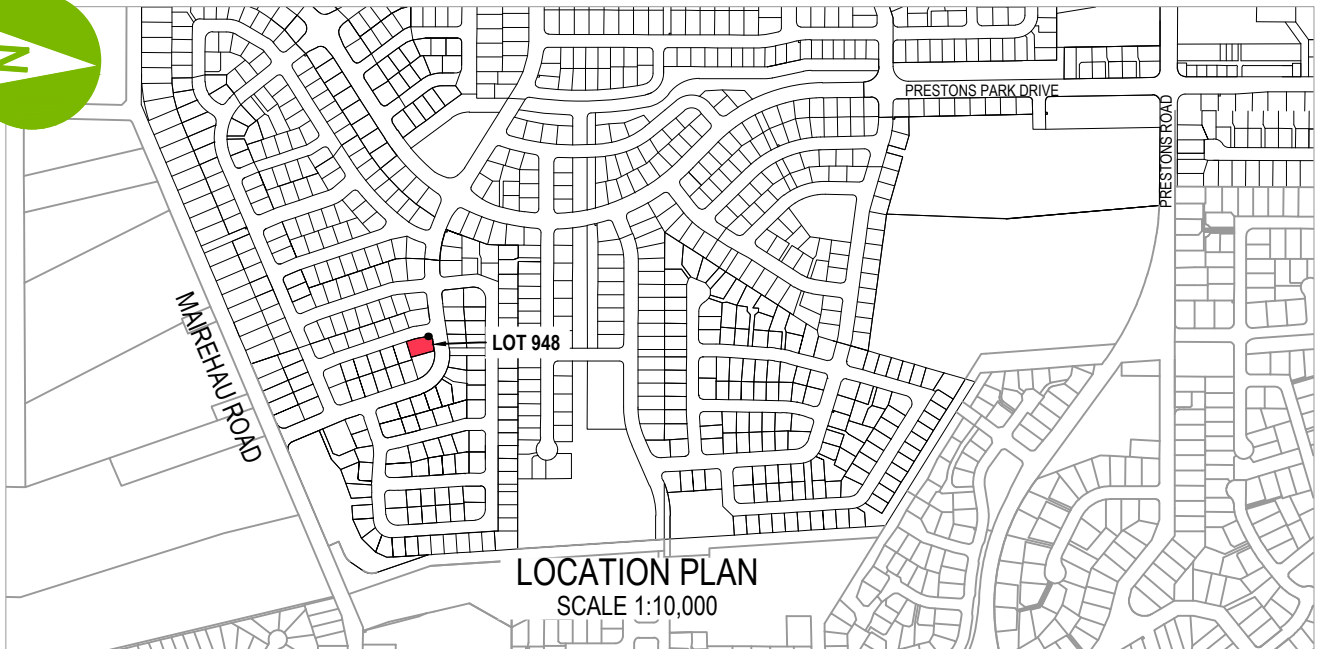 N
PRESTONS PARK DRIVE
PRESTONS ROAD
MAIREHAU ROAD
LOT 948
LOCATION PLAN
SCALE 1:10,000